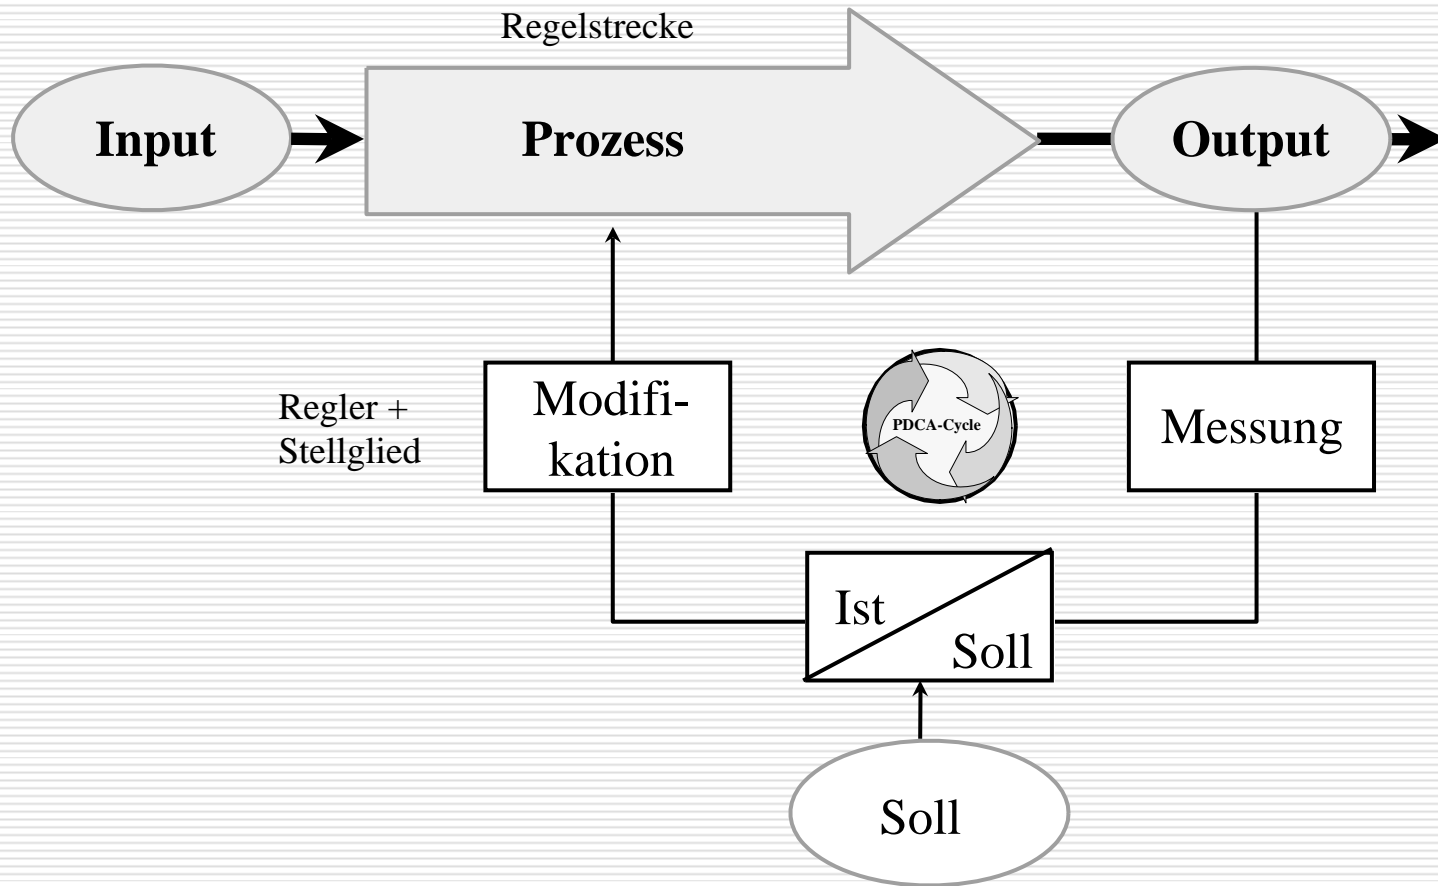 Regelstrecke
Input
Prozess
Output
Regler +
Stellglied
Modifi-
kation
PDCA-Cycle
Messung
Ist
Soll
Soll